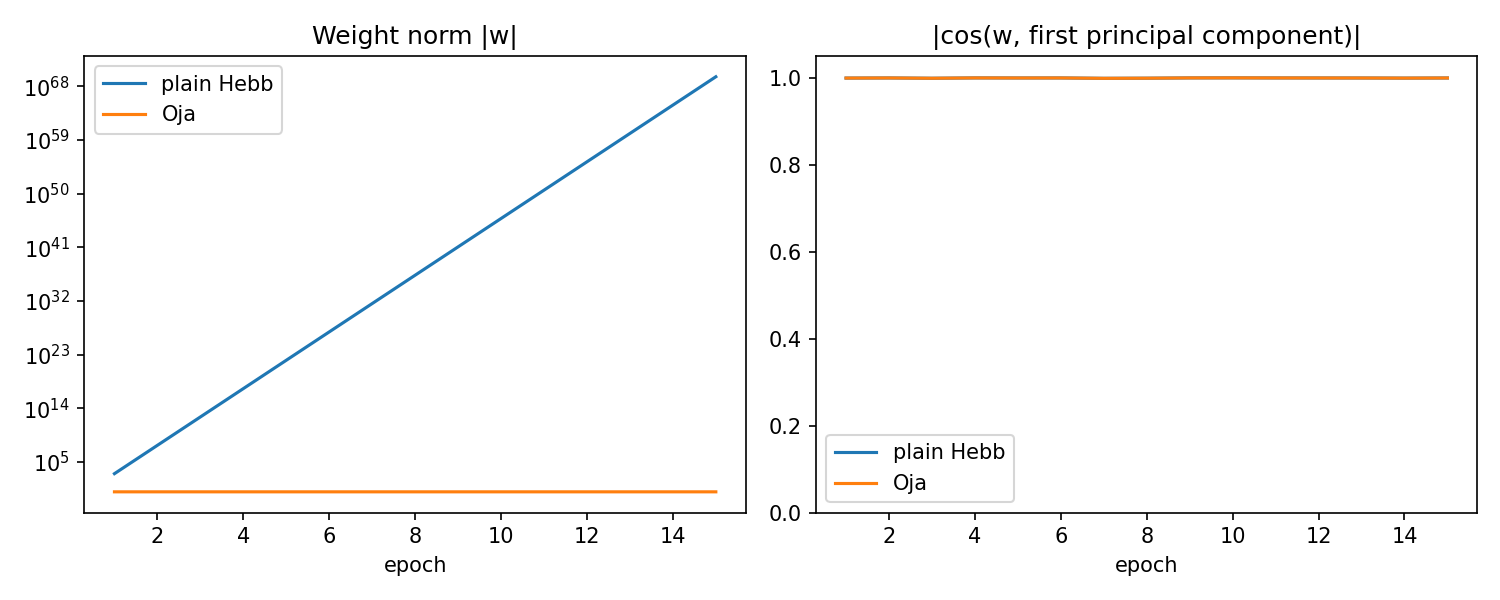 Weight norm |w|
10^68
10^59
10^50
10^41
10^32
10^23
10^14
10^5
plain Hebb
Oja
2 4 6 8 10 12 14
epoch
|cos(w, first principal component)|
1.0
0.8
0.6
0.4
0.2
0.0
plain Hebb
Oja
2 4 6 8 10 12 14
epoch